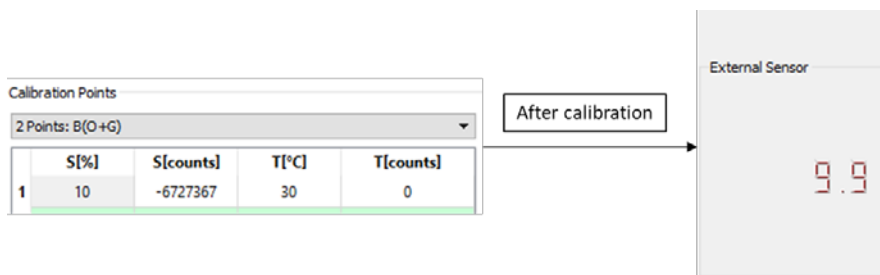 Calibration Points
2 Points: B(O+G)
S[%] S[counts] T[°C] T[counts]
1 10 -6727367 30 0
After calibration
External Sensor
9.9